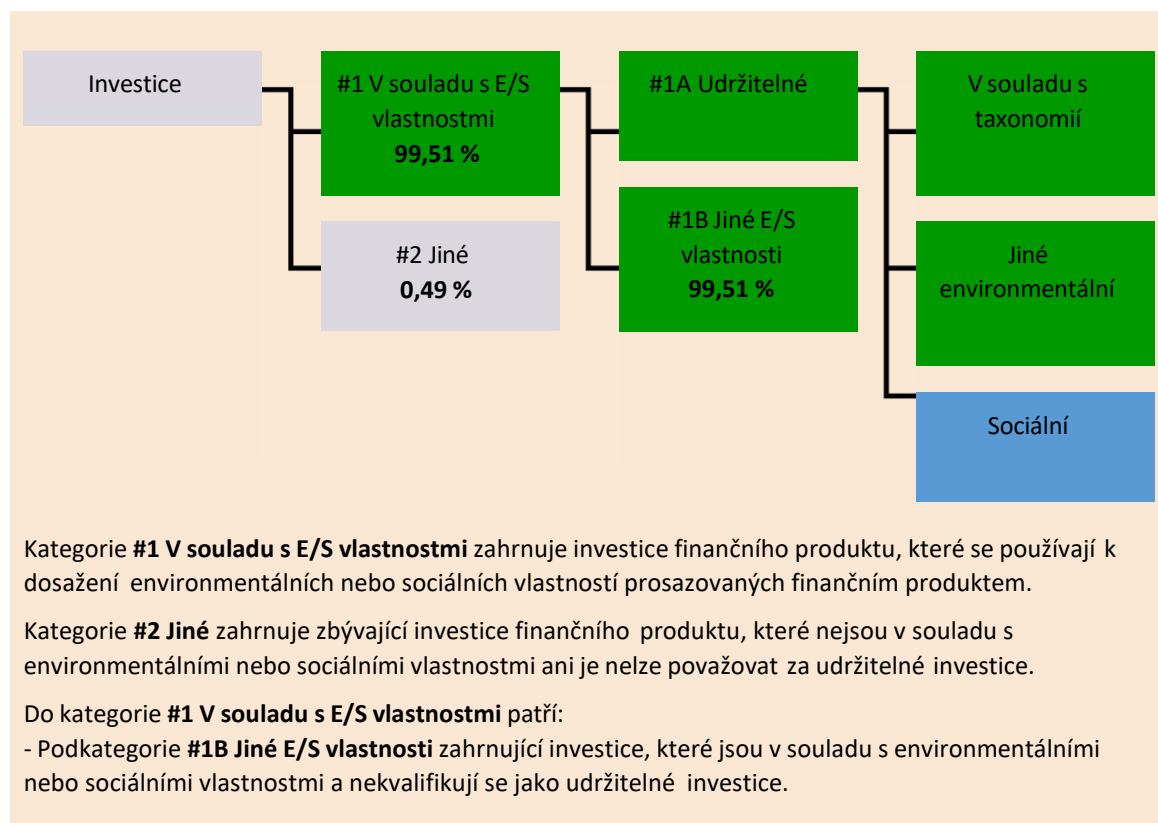 Investice
#1 V souladu s E/S
vlastnostmi
99,51 %
#2 Jiné
0,49 %
#1A Udržitelné
#1B Jiné E/S
vlastnosti
99,51 %
V souladu s
taxonomií
Jiné
environmentální
Sociální
Kategorie #1 V souladu s E/S vlastnostmi zahrnuje investice finančního produktu, které se používají k
dosažení environmentálních nebo sociálních vlastností prosazovaných finančním produktem.
Kategorie #2 Jiné zahrnuje zbývající investice finančního produktu, které nejsou v souladu s
environmentálními nebo sociálními vlastnostmi ani je nelze považovat za udržitelné investice.
Do kategorie #1 V souladu s E/S vlastnostmi patří:
- Podkategorie #1B Jiné E/S vlastnosti zahrnující investice, které jsou v souladu s environmentálními
nebo sociálními vlastnostmi a nekvalifikují se jako udržitelné investice.